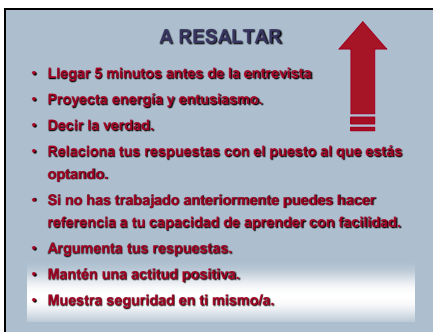 A RESALTAR
• Llegar 5 minutos antes de la entrevista
• Proyecta energía y entusiasmo.
• Decir la verdad.
• Relaciona tus respuestas con el puesto al que estás
optando.
• Si no has trabajado anteriormente puedes hacer
referencia a tu capacidad de aprender con facilidad.
• Argumenta tus respuestas.
• Mantén una actitud positiva.
• Muestra seguridad en ti mismo/a.